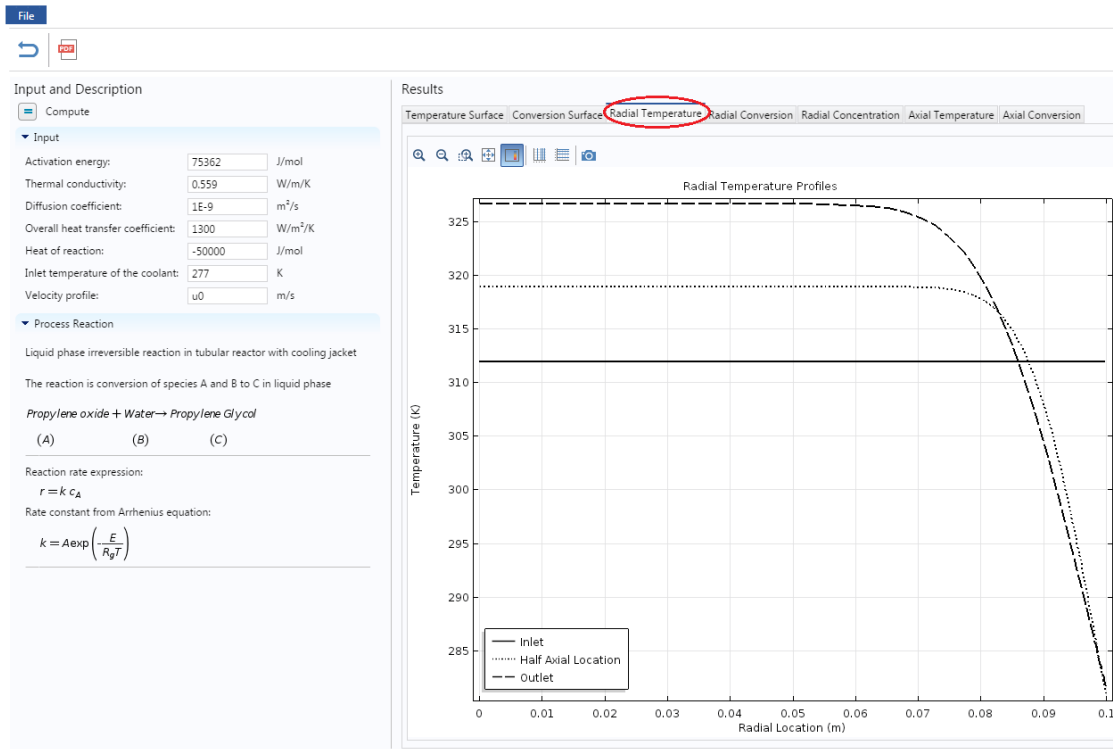 File
PDF
Input and Description
= Compute
Input
Activation energy: 75362 J/mol
Thermal conductivity: 0.559 W/m/K
Diffusion coefficient: 1E-9 m²/s
Overall heat transfer coefficient: 1300 W/m²/K
Heat of reaction: -50000 J/mol
Inlet temperature of the coolant: 277 K
Velocity profile: u0 m/s
Process Reaction
Liquid phase irreversible reaction in tubular reactor with cooling jacket
The reaction is conversion of species A and B to C in liquid phase
Propylene oxide + Water→ Propylene Glycol
(A) (B) (C)
Reaction rate expression:
r = k c_A
Rate constant from Arrhenius equation:
k = Aexp(-E/R_gT)
Results
Temperature Surface Conversion Surface Radial Temperature Radial Conversion Radial Concentration Axial Temperature Axial Conversion
Radial Temperature Profiles
Temperature (K)
325
320
315
310
305
300
295
290
285
Inlet
Half Axial Location
Outlet
0 0.01 0.02 0.03 0.04 0.05 0.06 0.07 0.08 0.09 0.1
Radial Location (m)